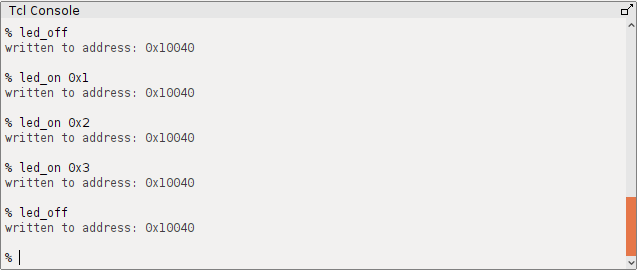 Tcl Console
% led_off
written to address: 0x10040
% led_on 0x1
written to address: 0x10040
% led_on 0x2
written to address: 0x10040
% led_on 0x3
written to address: 0x10040
% led_off
written to address: 0x10040
%